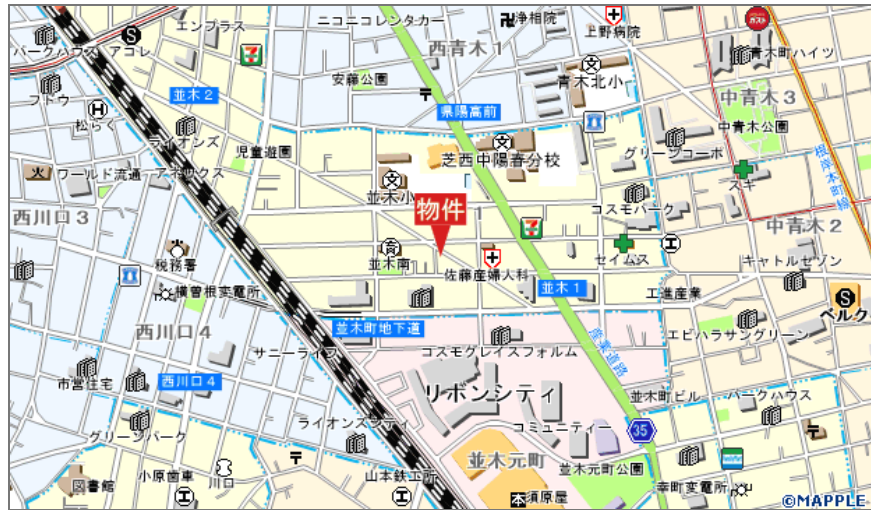 ニコニコレンタカー
浄相院
上野病院
ガスト
エンプラス
S
アコレ
パークハウス
西青木1
青木町ハイツ
安藤公園
青木北小
フドウ
並木2
中青木3
県陽高前
H
松らく
ライオンズ
中青木公園
児童遊園
芝西中陽春分校
グリーンコーポ
火
ワールド流通
アネックス
文
並木小
物件
1
スギ
根岸本町線
西川口3
コスモパーク
中青木2
税務署
育
並木南
佐藤産婦人科
セイムス
キャトルセゾン
横曽根変電所
並木1
工進産業
S
ベルク
西川口4
並木町地下道
産業道路
エビハラサングリーン
サニーライフ
コスモグレイスフォルム
市営住宅
西川口4
リボンシティ
並木町ビル
パークハウス
ライオンズシティ
コミュニティー
35
グリーンパーク
並木元町
小原歯車
川口
山本鉄工所
並木元町公園
図書館
本
須原屋
幸町変電所
©MAPPLE